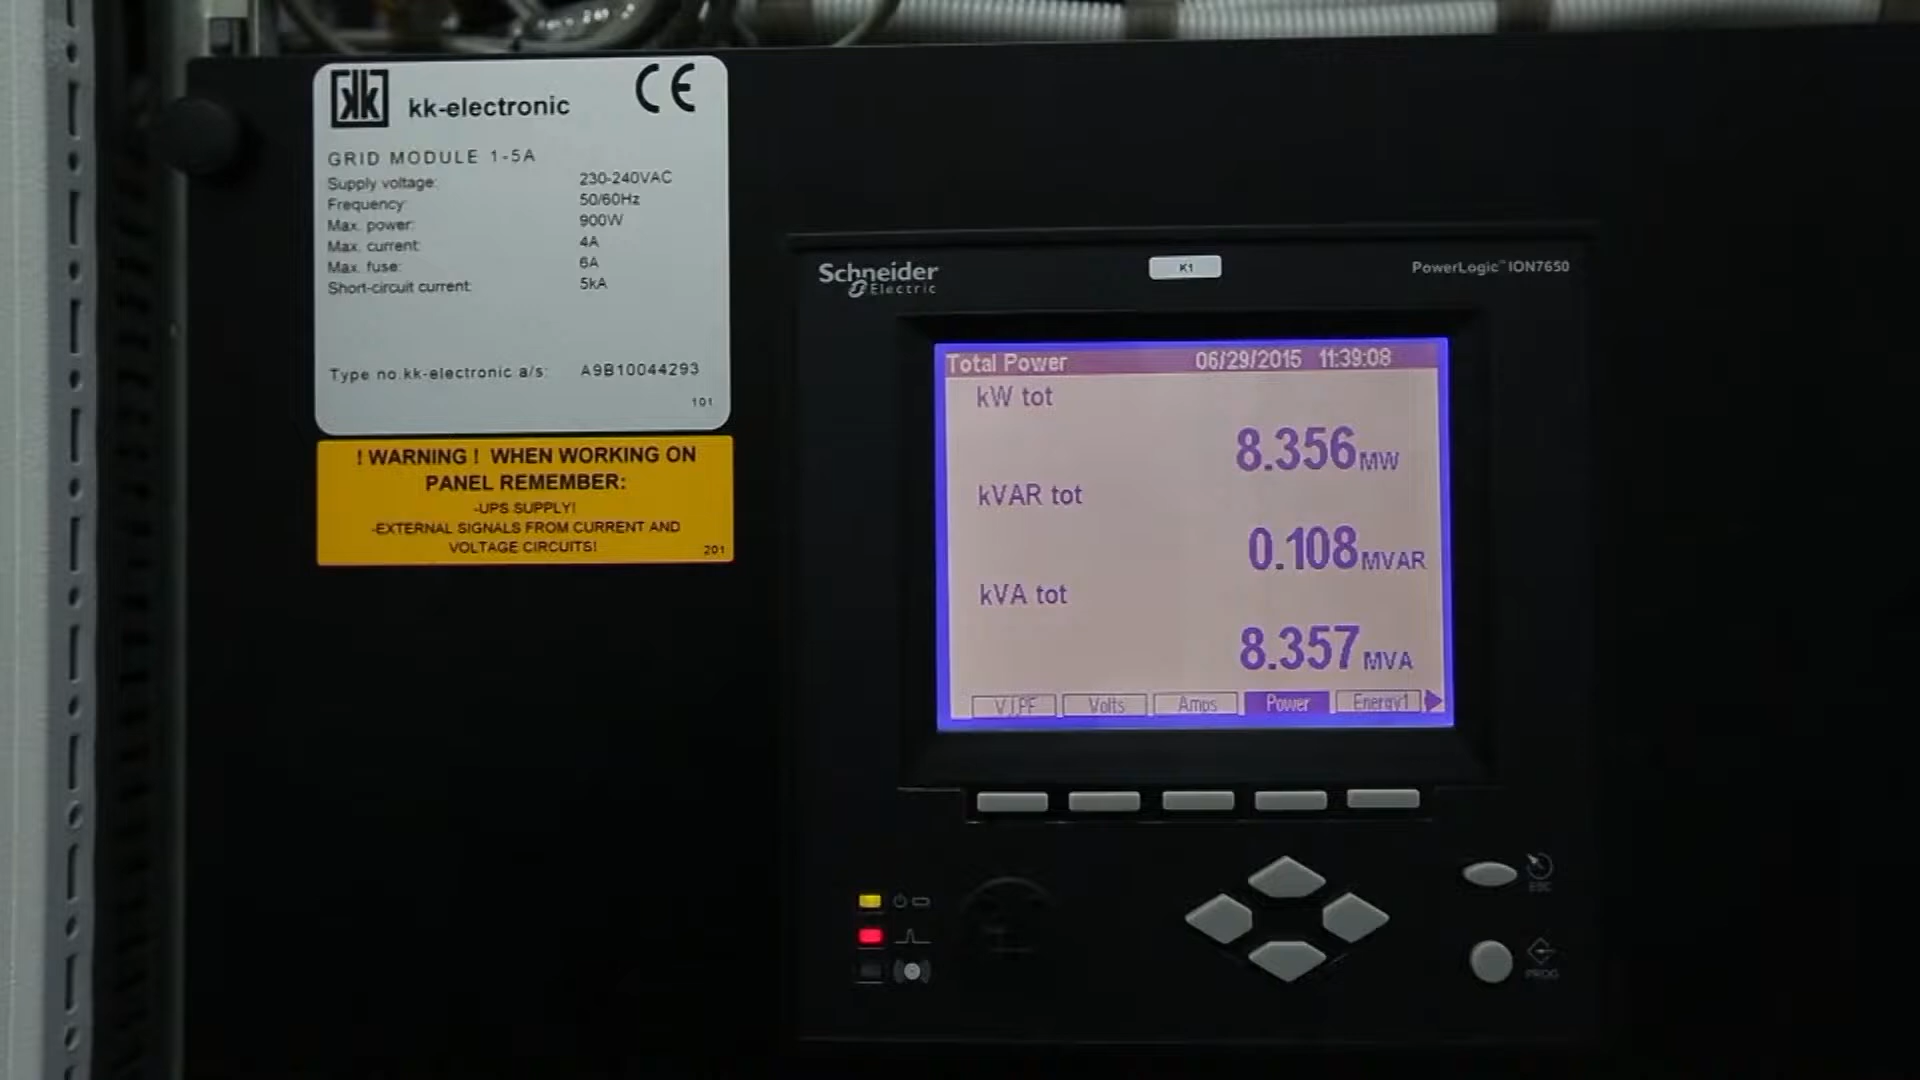 kk kk-electronic CE
GRID MODULE 1-5A
Supply voltage: 230-240VAC
Frequency: 50/60Hz
Max. power: 900W
Max. current: 4A
Max. fuse: 6A
Short-circuit current: 5kA
Type no.kk-electronic a/s: A9B10044293
101
! WARNING ! WHEN WORKING ON
PANEL REMEMBER:
-UPS SUPPLY!
-EXTERNAL SIGNALS FROM CURRENT AND
VOLTAGE CIRCUITS!
201
Schneider
Electric
K1
PowerLogic™ ION7650
Total Power 06/29/2015 11:39:08
kW tot
8.356 MW
kVAR tot
0.108 MVAR
kVA tot
8.357 MVA
V,I,PF Volts Amps Power Energy1
ESC
PROG